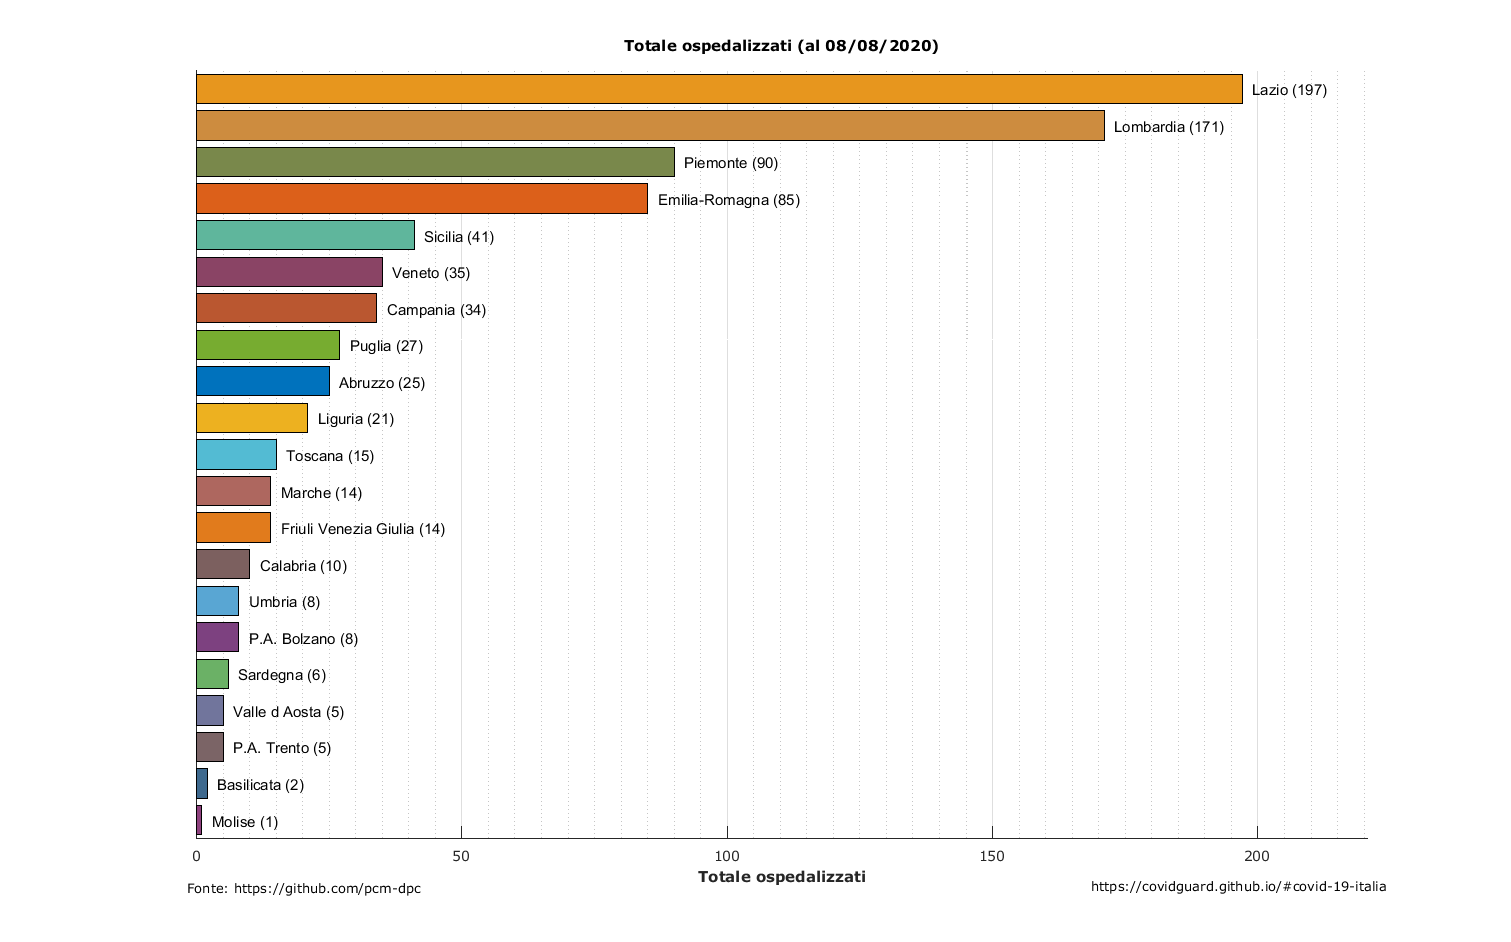 Totale ospedalizzati (al 08/08/2020)
Lazio (197)
Lombardia (171)
Piemonte (90)
Emilia-Romagna (85)
Sicilia (41)
Veneto (35)
Campania (34)
Puglia (27)
Abruzzo (25)
Liguria (21)
Toscana (15)
Marche (14)
Friuli Venezia Giulia (14)
Calabria (10)
Umbria (8)
P.A. Bolzano (8)
Sardegna (6)
Valle d Aosta (5)
P.A. Trento (5)
Basilicata (2)
Molise (1)
0 50 100 150 200
Totale ospedalizzati
Fonte: https://github.com/pcm-dpc
https://covidguard.github.io/#covid-19-italia